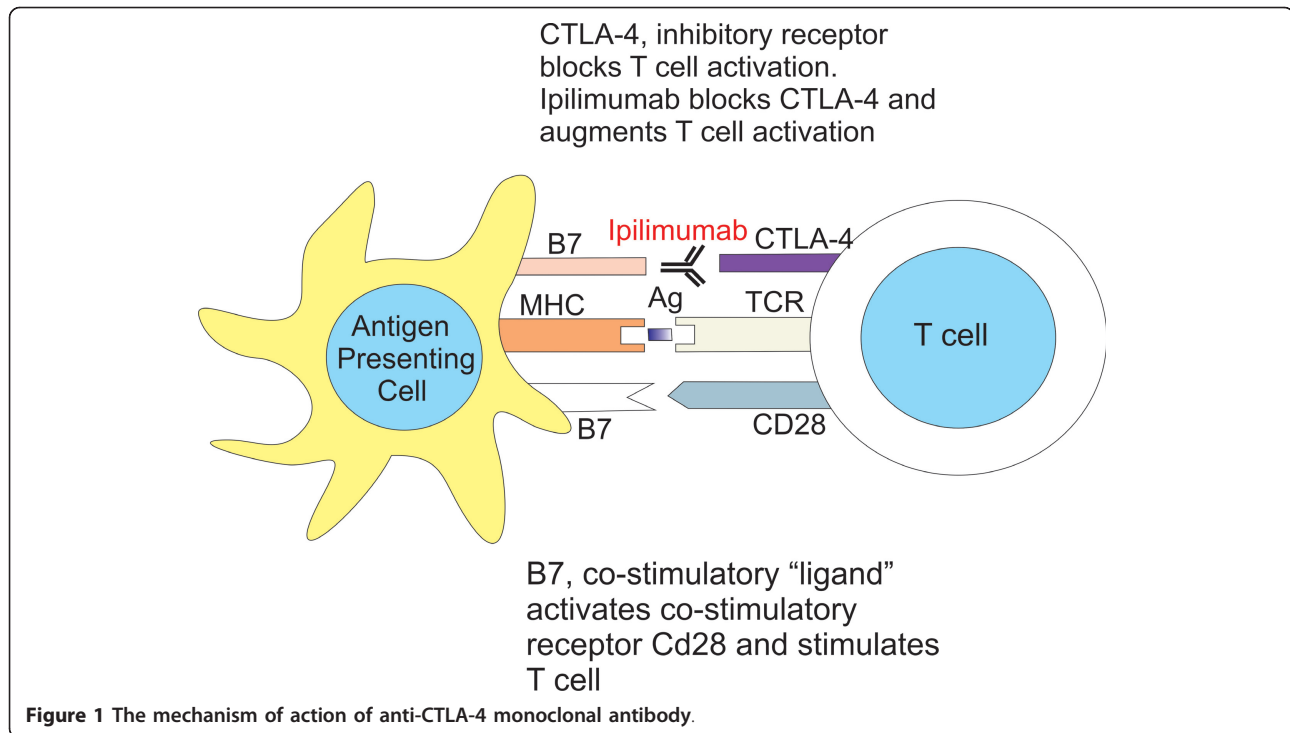 CTLA-4, inhibitory receptor
blocks T cell activation.
Ipilimumab blocks CTLA-4 and
augments T cell activation
Ipilimumab
B7
CTLA-4
MHC
Ag
TCR
Antigen
Presenting
Cell
T cell
B7
CD28
B7, co-stimulatory “ligand”
activates co-stimulatory
receptor Cd28 and stimulates
T cell
Figure 1 The mechanism of action of anti-CTLA-4 monoclonal antibody.